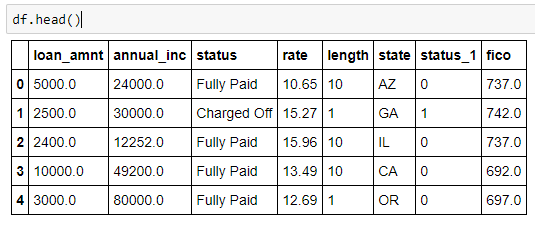 df.head()
loan_amnt annual_inc status rate length state status_1 fico
0 5000.0 24000.0 Fully Paid 10.65 10 AZ 0 737.0
1 2500.0 30000.0 Charged Off 15.27 1 GA 1 742.0
2 2400.0 12252.0 Fully Paid 15.96 10 IL 0 737.0
3 10000.0 49200.0 Fully Paid 13.49 10 CA 0 692.0
4 3000.0 80000.0 Fully Paid 12.69 1 OR 0 697.0